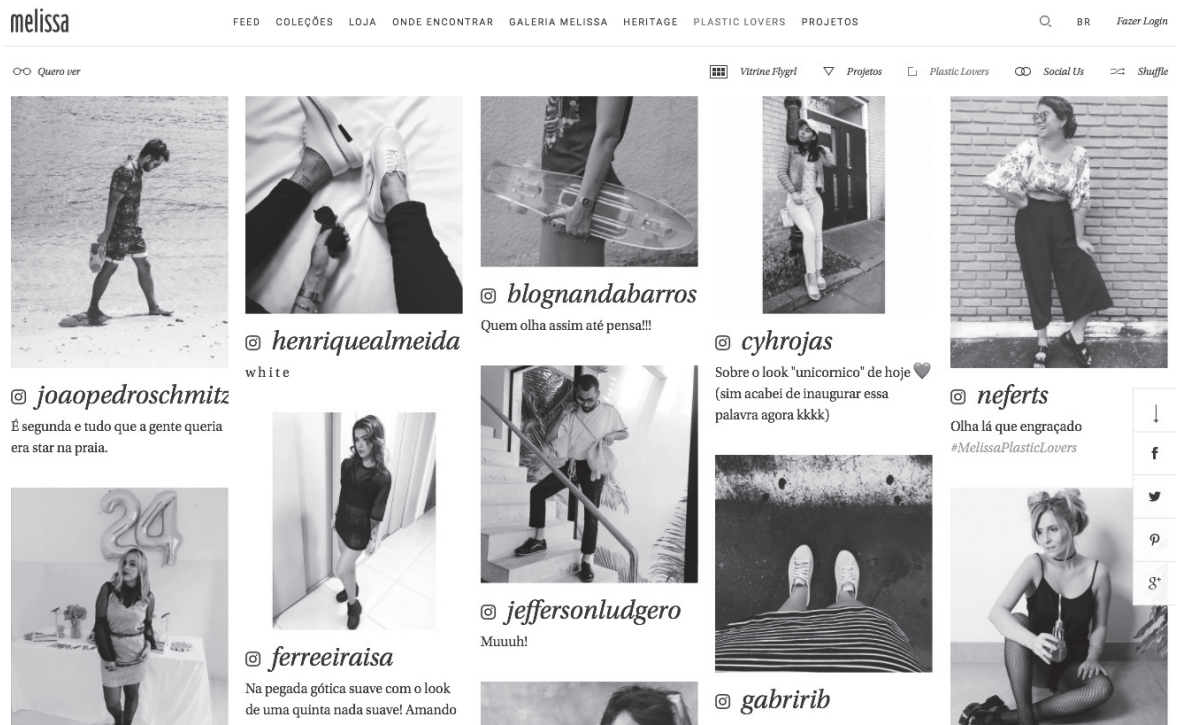 melissa
FEED COLEÇÕES LOJA ONDE ENCONTRAR GALERIA MELISSA HERITAGE PLASTIC LOVERS PROJETOS
BR Fazer Login
Quero ver
Vitrine Flygrl Projetos Plastic Lovers Social Us Shuffle
joaopedroschmitz
É segunda e tudo que a gente queria
era star na praia.
24
henriquealmeida
w h i t e
ferreeiraisa
Na pegada gótica suave com o look
de uma quinta nada suave! Amando
blognandabarros
Quem olha assim até pensa!!!
jeffersonludgero
Muuuh!
cyhrojas
Sobre o look "unicornico" de hoje 🖤
(sim acabei de inaugurar essa
palavra agora kkkk)
gabririb
neferts
Olha lá que engraçado
#MelissaPlasticLovers
f
g+